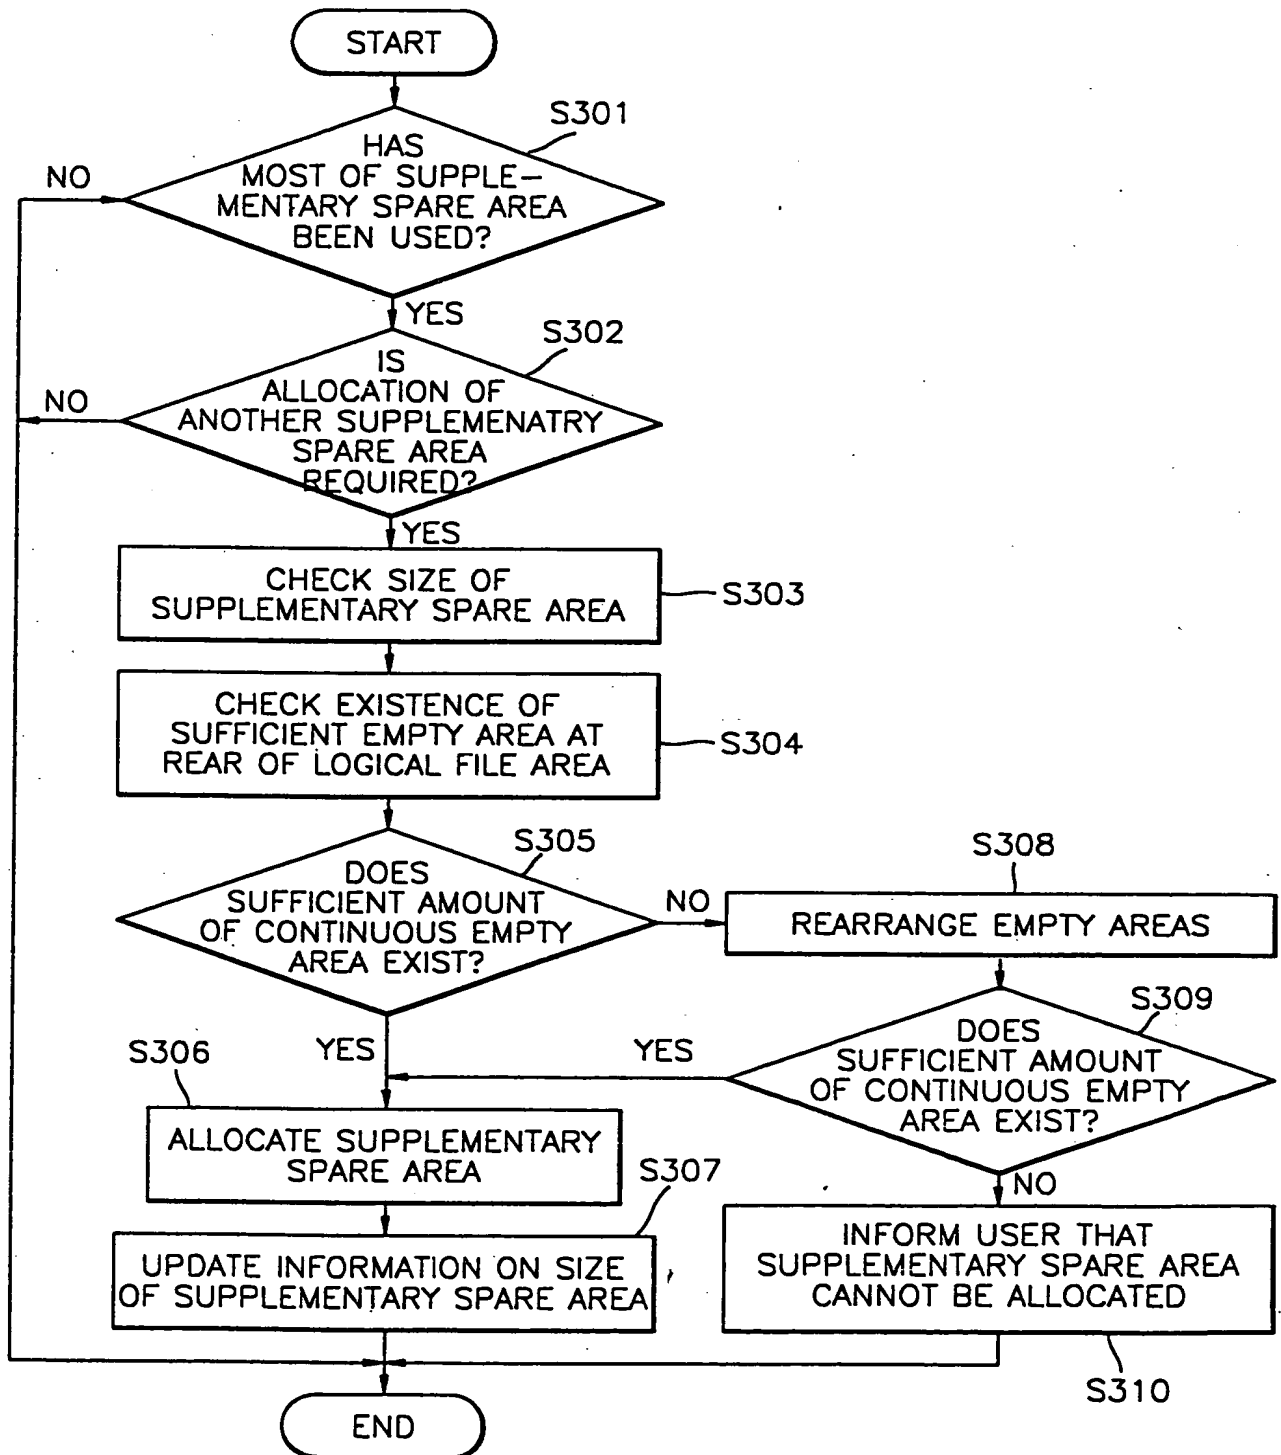 START
S301
HAS
MOST OF SUPPLE-
MENTARY SPARE AREA
BEEN USED?
NO
YES
S302
IS
ALLOCATION OF
ANOTHER SUPPLEMENATRY
SPARE AREA
REQUIRED?
NO
YES
CHECK SIZE OF
SUPPLEMENTARY SPARE AREA
S303
CHECK EXISTENCE OF
SUFFICIENT EMPTY AREA AT
REAR OF LOGICAL FILE AREA
S304
S305
DOES
SUFFICIENT AMOUNT
OF CONTINUOUS EMPTY
AREA EXIST?
NO
S308
REARRANGE EMPTY AREAS
S309
DOES
SUFFICIENT AMOUNT
OF CONTINUOUS EMPTY
AREA EXIST?
YES
YES
S306
ALLOCATE SUPPLEMENTARY
SPARE AREA
S307
UPDATE INFORMATION ON SIZE
OF SUPPLEMENTARY SPARE AREA
NO
INFORM USER THAT
SUPPLEMENTARY SPARE AREA
CANNOT BE ALLOCATED
S310
END